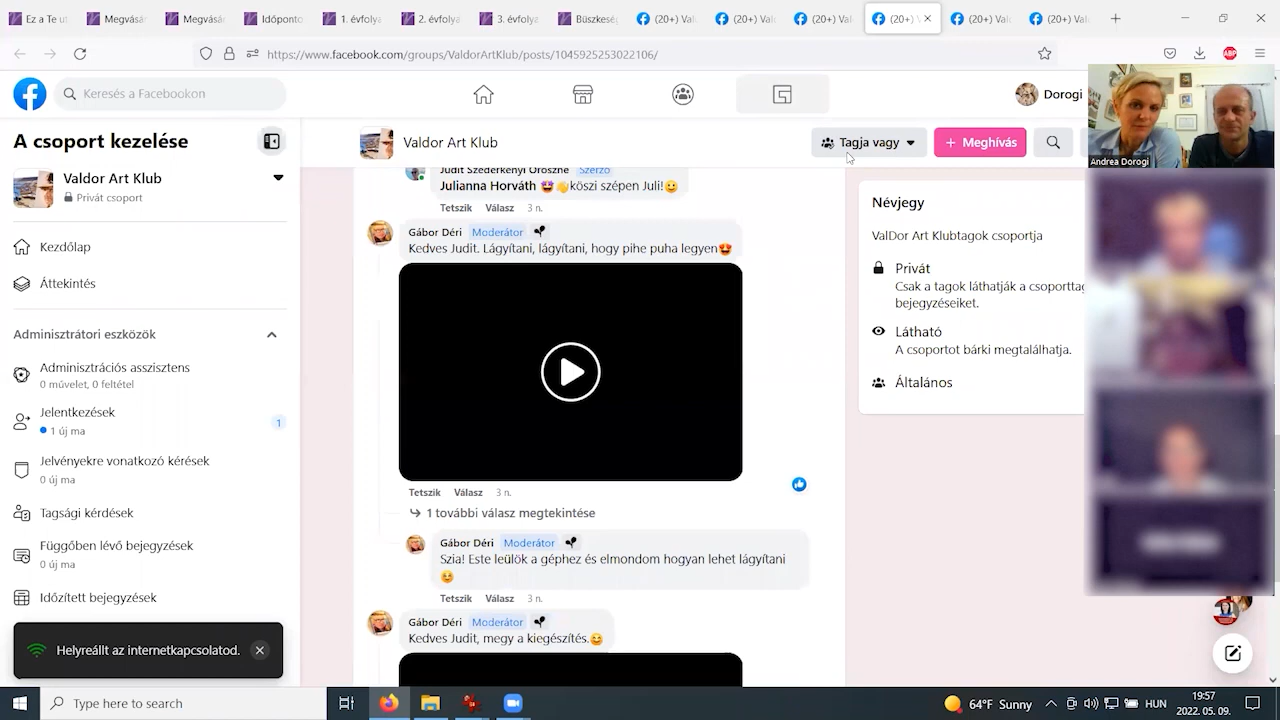 Ez a Te u
Megvásá
Megvásá
Időponto
1. évfolya
2. évfolya
3. évfolya
Büszkesé
(20+) Val
(20+) Val
(20+) Val
(20+) V
(20+) Val
(20+) Val
https://www.facebook.com/groups/ValdorArtKlub/posts/1045925253022106/
ABP
Keresés a Facebookon
Dorogi
A csoport kezelése
Valdor Art Klub
Privát csoport
Kezdőlap
Áttekintés
Adminisztrátori eszközök
Adminisztrációs asszisztens
0 művelet, 0 feltétel
Jelentkezések
1 új ma
1
Jelvényekre vonatkozó kérések
0 új ma
Tagsági kérdések
Függőben lévő bejegyzések
0 új ma
Időzített bejegyzések
Helyreállt az internetkapcsolatod.
Valdor Art Klub
Tagja vagy
+ Meghívás
Judit Szederkényi Oroszné Szerző
Julianna Horváth 🤩👋köszi szépen Juli!🙂
Tetszik Válasz 3 n.
Gábor Déri Moderátor
Kedves Judit. Lágyítani, lágyítani, hogy pihe puha legyen🤩
Tetszik Válasz 3 n.
1 további válasz megtekintése
Gábor Déri Moderátor
Szia! Este leülök a géphez és elmondom hogyan lehet lágyítani
😊
Tetszik Válasz 3 n.
Gábor Déri Moderátor
Kedves Judit, megy a kiegészítés.😊
Névjegy
ValDor Art Klubtagok csoportja
Privát
Csak a tagok láthatják a csoporttag
bejegyzéseiket.
Látható
A csoportot bárki megtalálhatja.
Általános
Andrea Dorogi
Type here to search
64°F Sunny
HUN
19:57
2022. 05. 09.